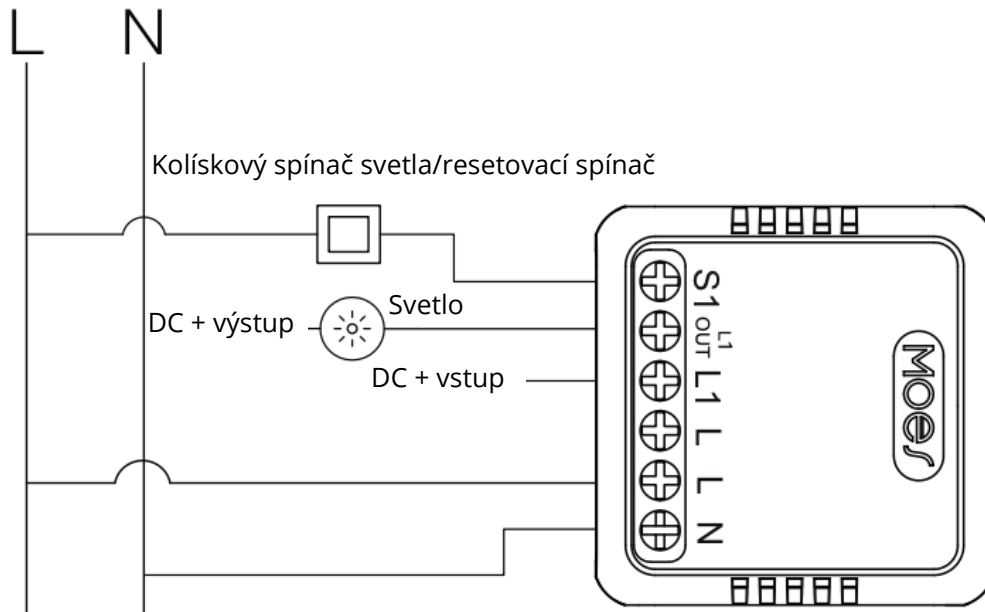 L N
Kolískový spínač svetla/resetovací spínač
Svetlo
DC + výstup
DC + vstup
S1
L1
OUT
L1
L
L
N
Moes